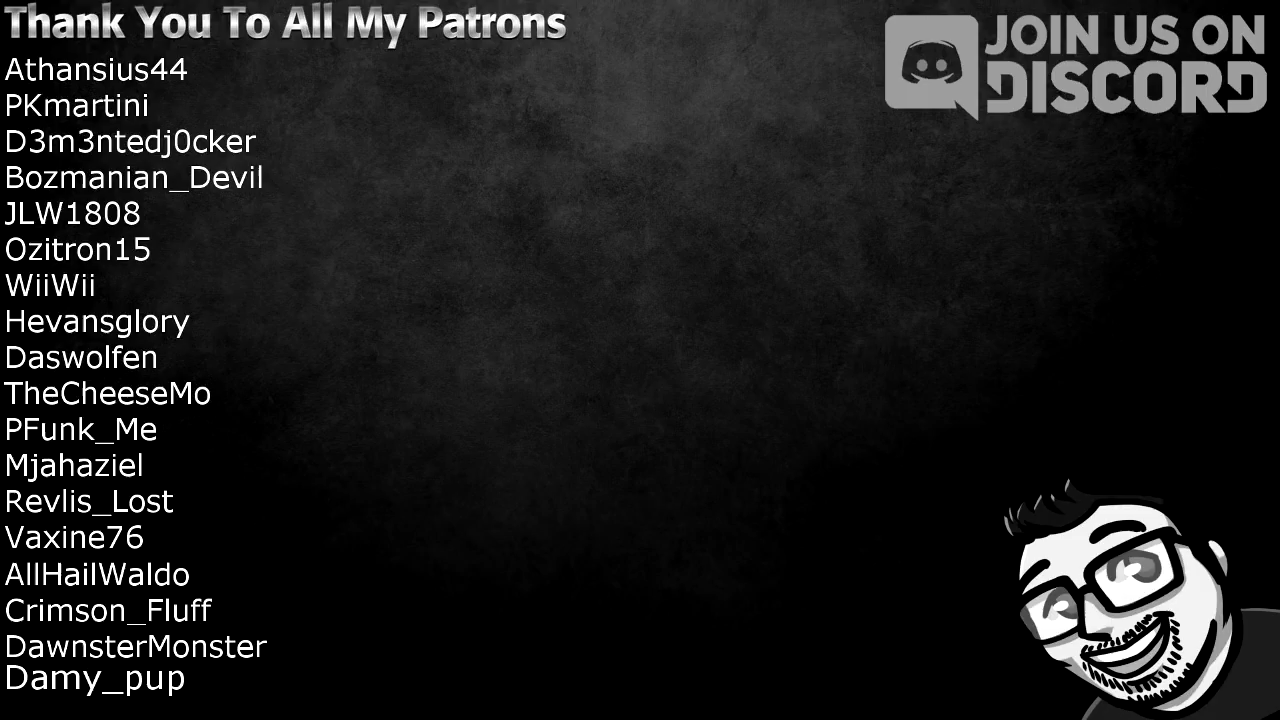 Thank You To All My Patrons
JOIN US ON
DISCORD
Athansius44
PKmartini
D3m3ntedj0cker
Bozmanian_Devil
JLW1808
Ozitron15
WiiWii
Hevansglory
Daswolfen
TheCheeseMo
PFunk_Me
Mjahaziel
Revlis_Lost
Vaxine76
AllHailWaldo
Crimson_Fluff
DawnsterMonster
Damy_pup